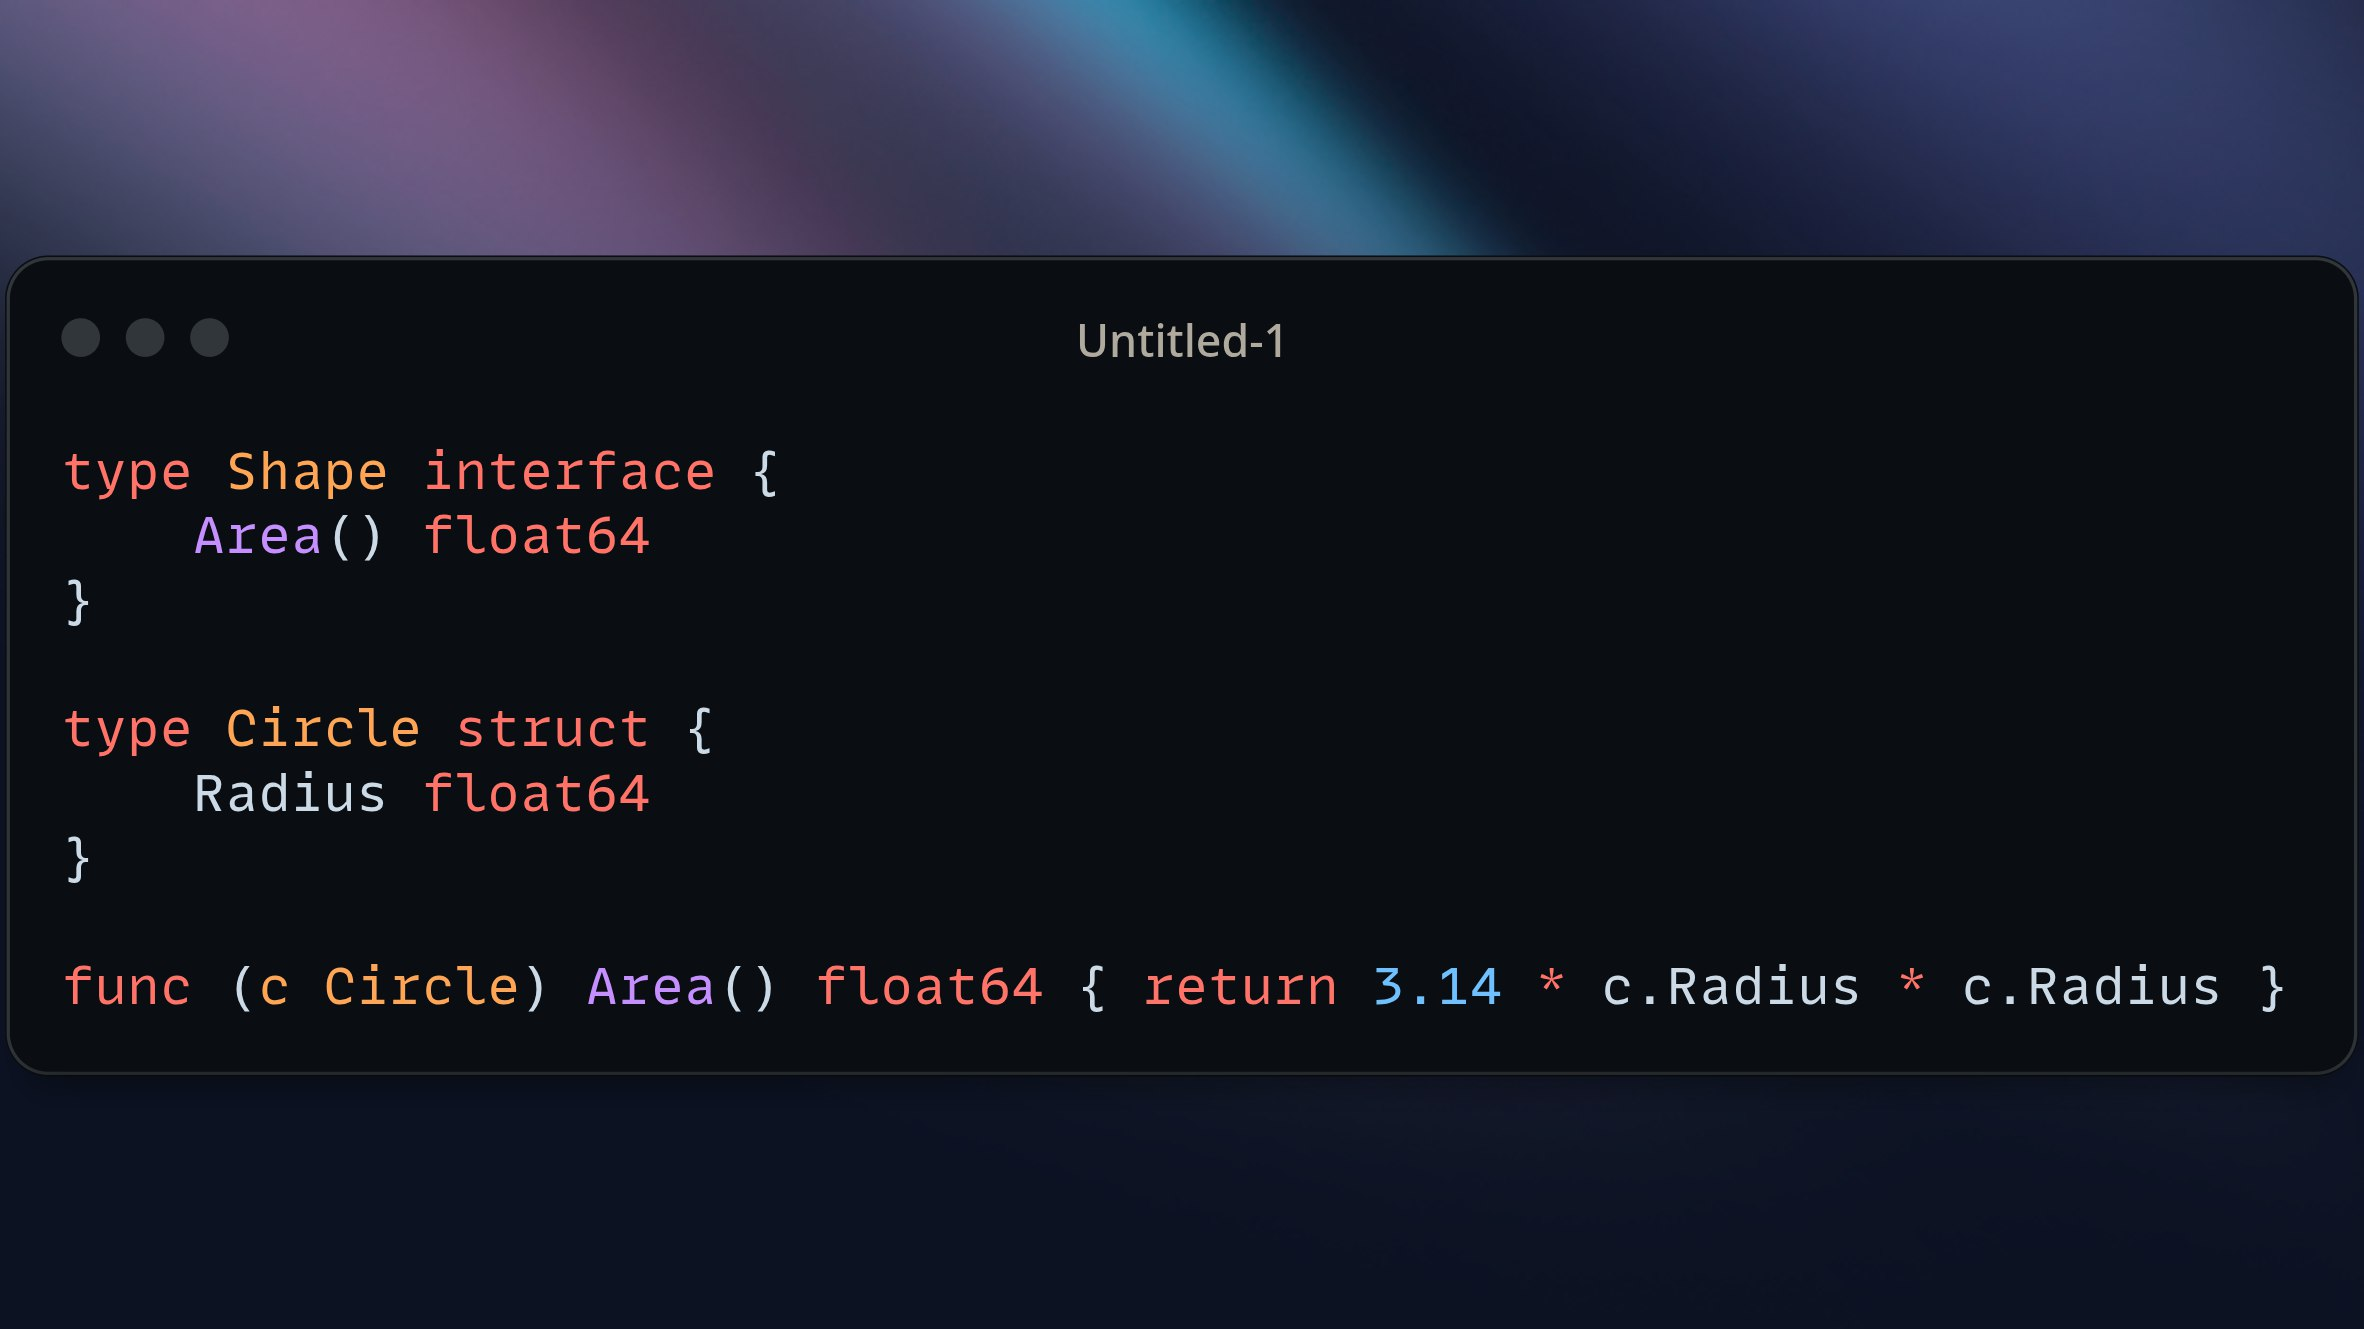 Untitled-1
type Shape interface {
    Area() float64
}
type Circle struct {
    Radius float64
}
func (c Circle) Area() float64 { return 3.14 * c.Radius * c.Radius }